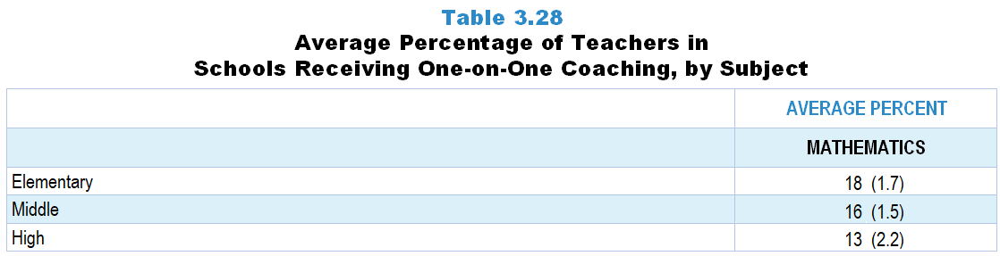 Table 3.28
Average Percentage of Teachers in
Schools Receiving One-on-One Coaching, by Subject
AVERAGE PERCENT
MATHEMATICS
Elementary 18 (1.7)
Middle 16 (1.5)
High 13 (2.2)